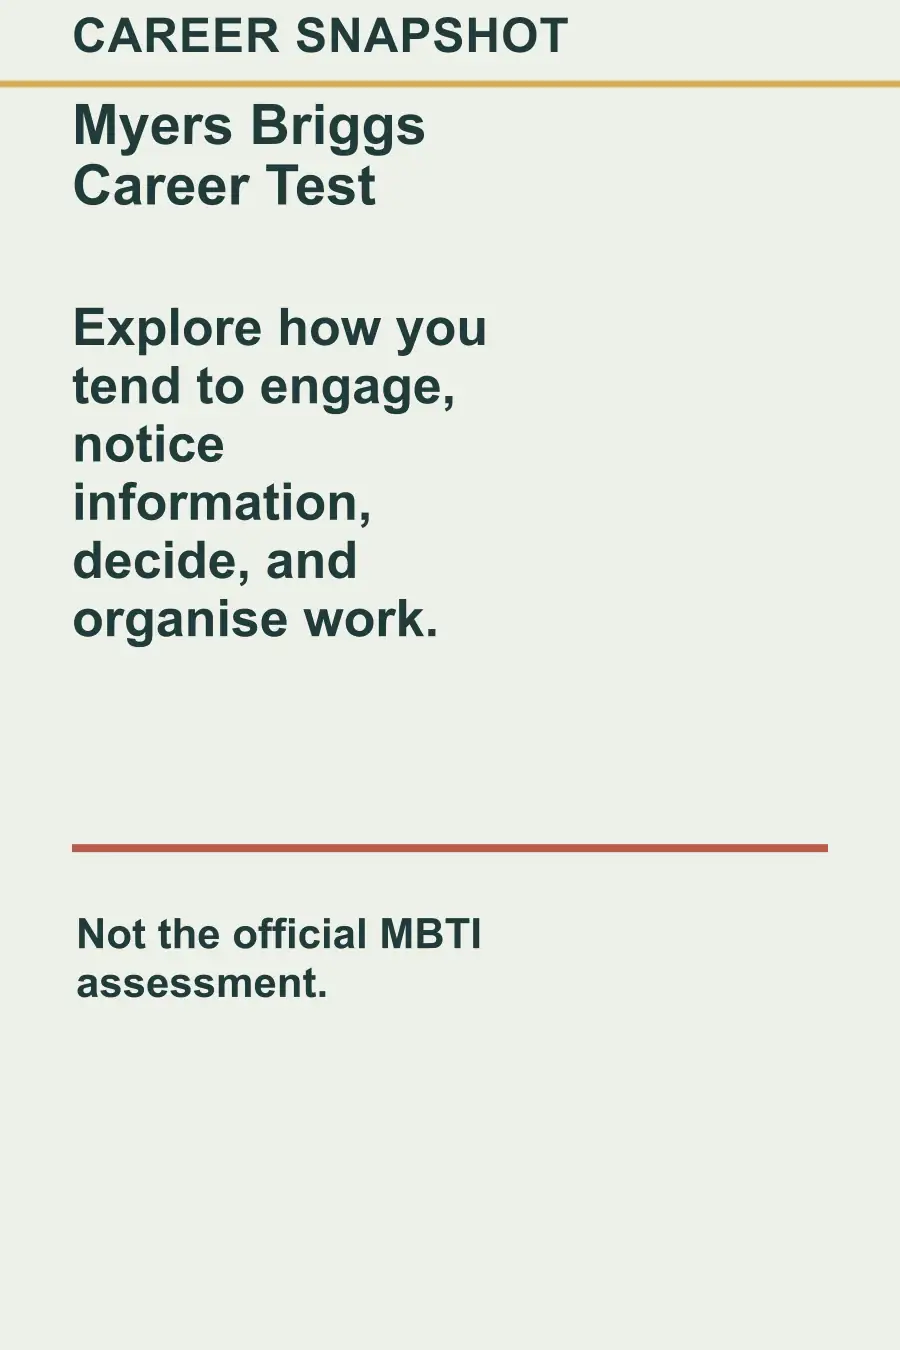 CAREER SNAPSHOT
Myers Briggs
Career Test
Explore how you
tend to engage,
notice
information,
decide, and
organise work.
Not the official MBTI
assessment.